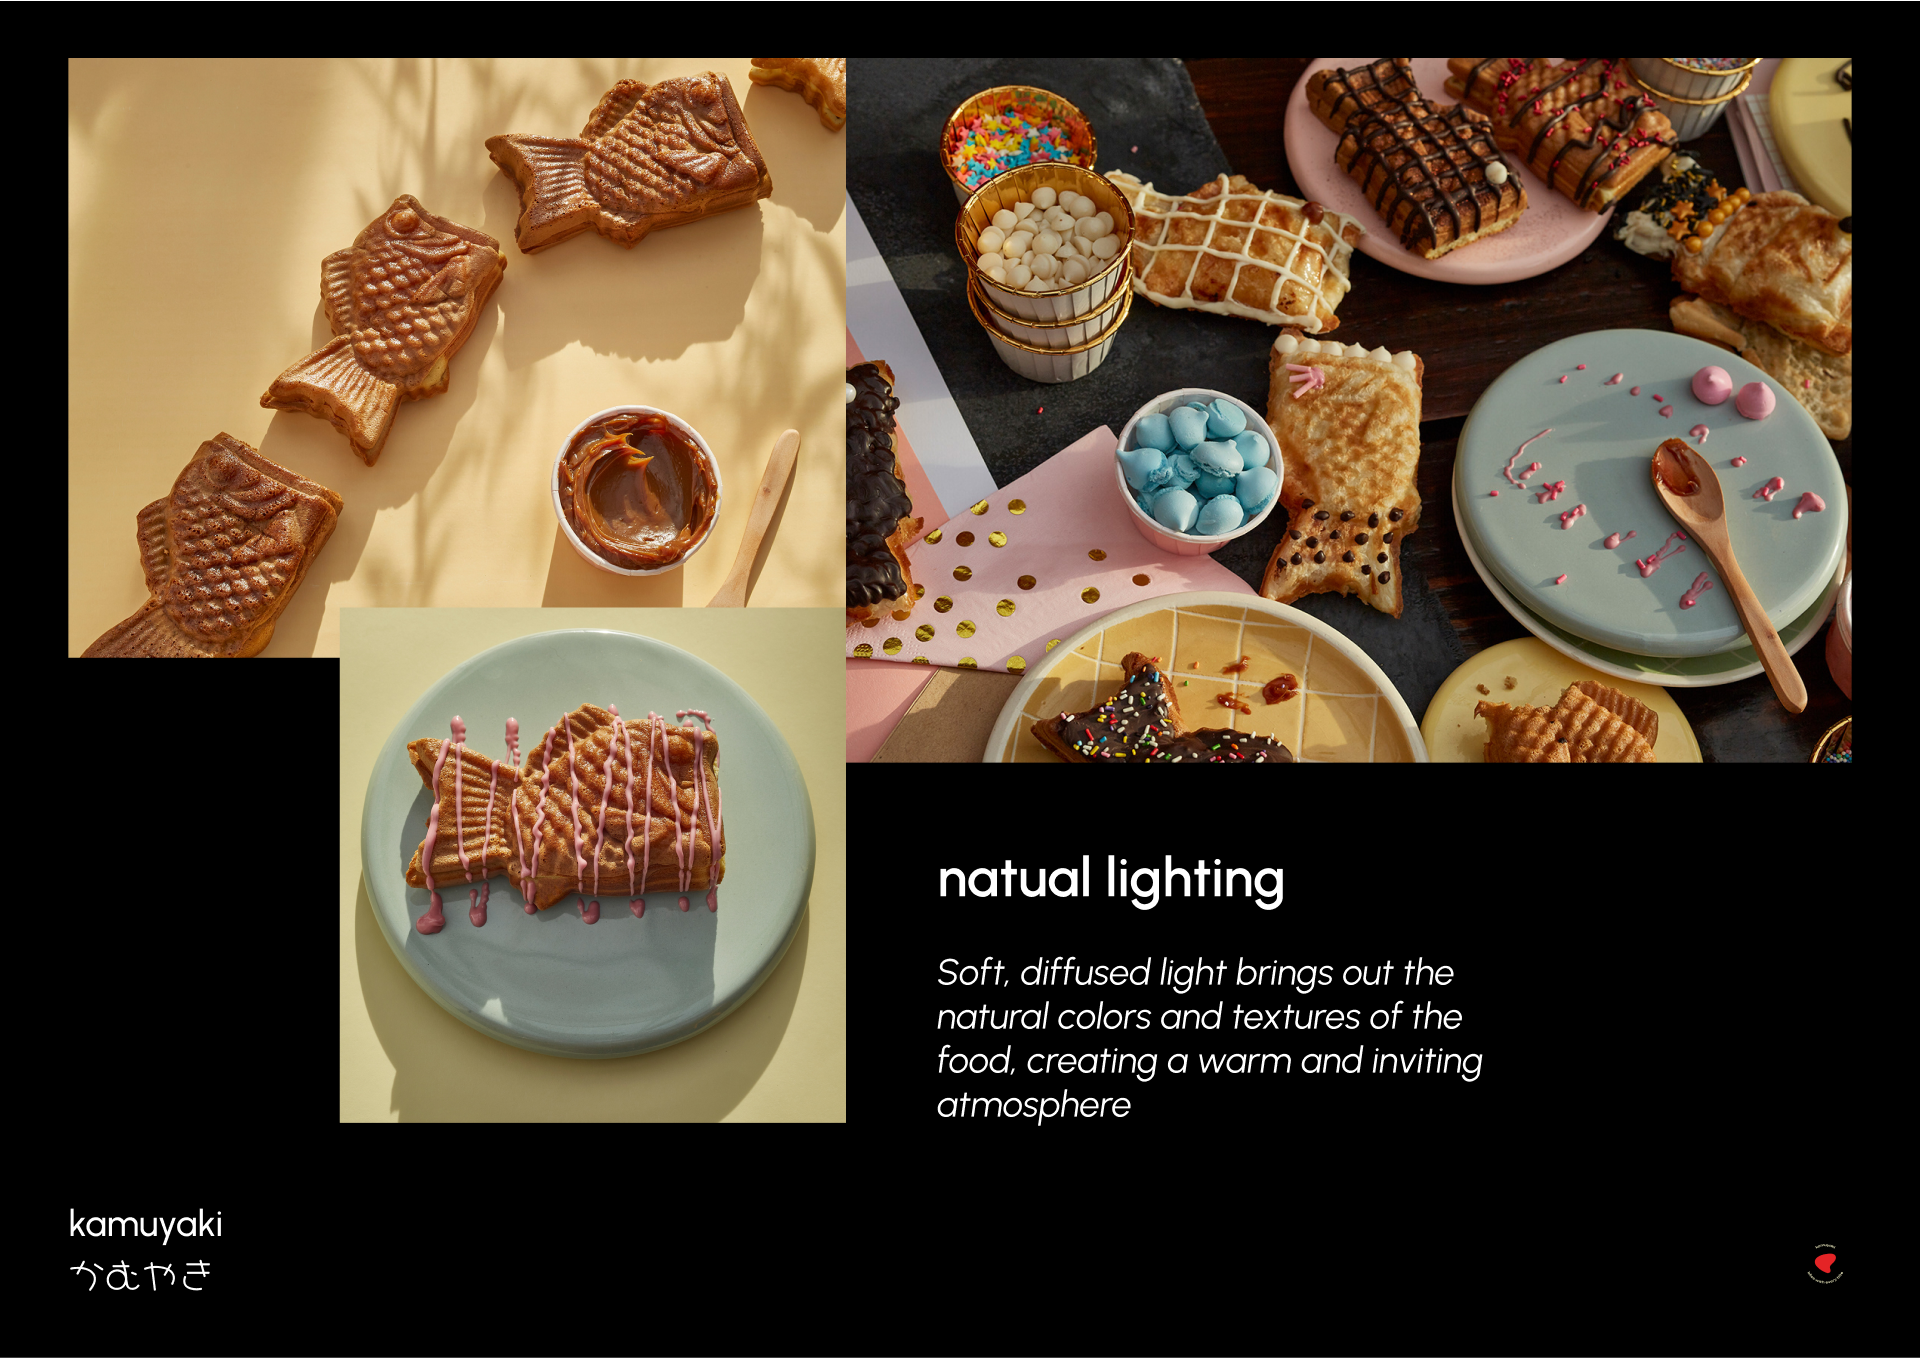 natual lighting
Soft, diffused light brings out the
natural colors and textures of the
food, creating a warm and inviting
atmosphere
kamuyaki
かむやき